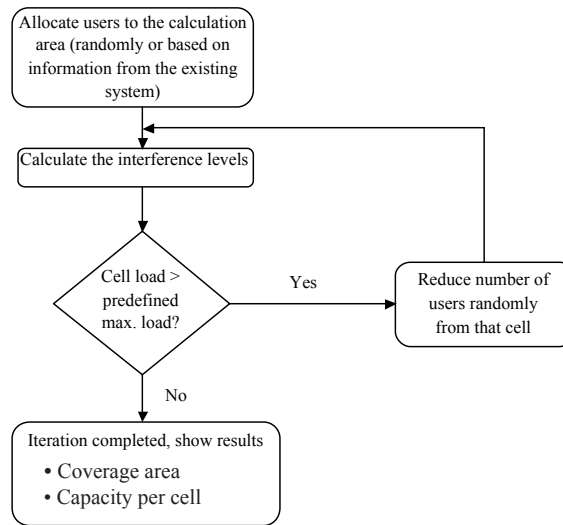 Allocate users to the calculation
area (randomly or based on
information from the existing
system)
Calculate the interference levels
Cell load >
predefined
max. load?
Yes
Reduce number of
users randomly
from that cell
No
Iteration completed, show results
• Coverage area
• Capacity per cell